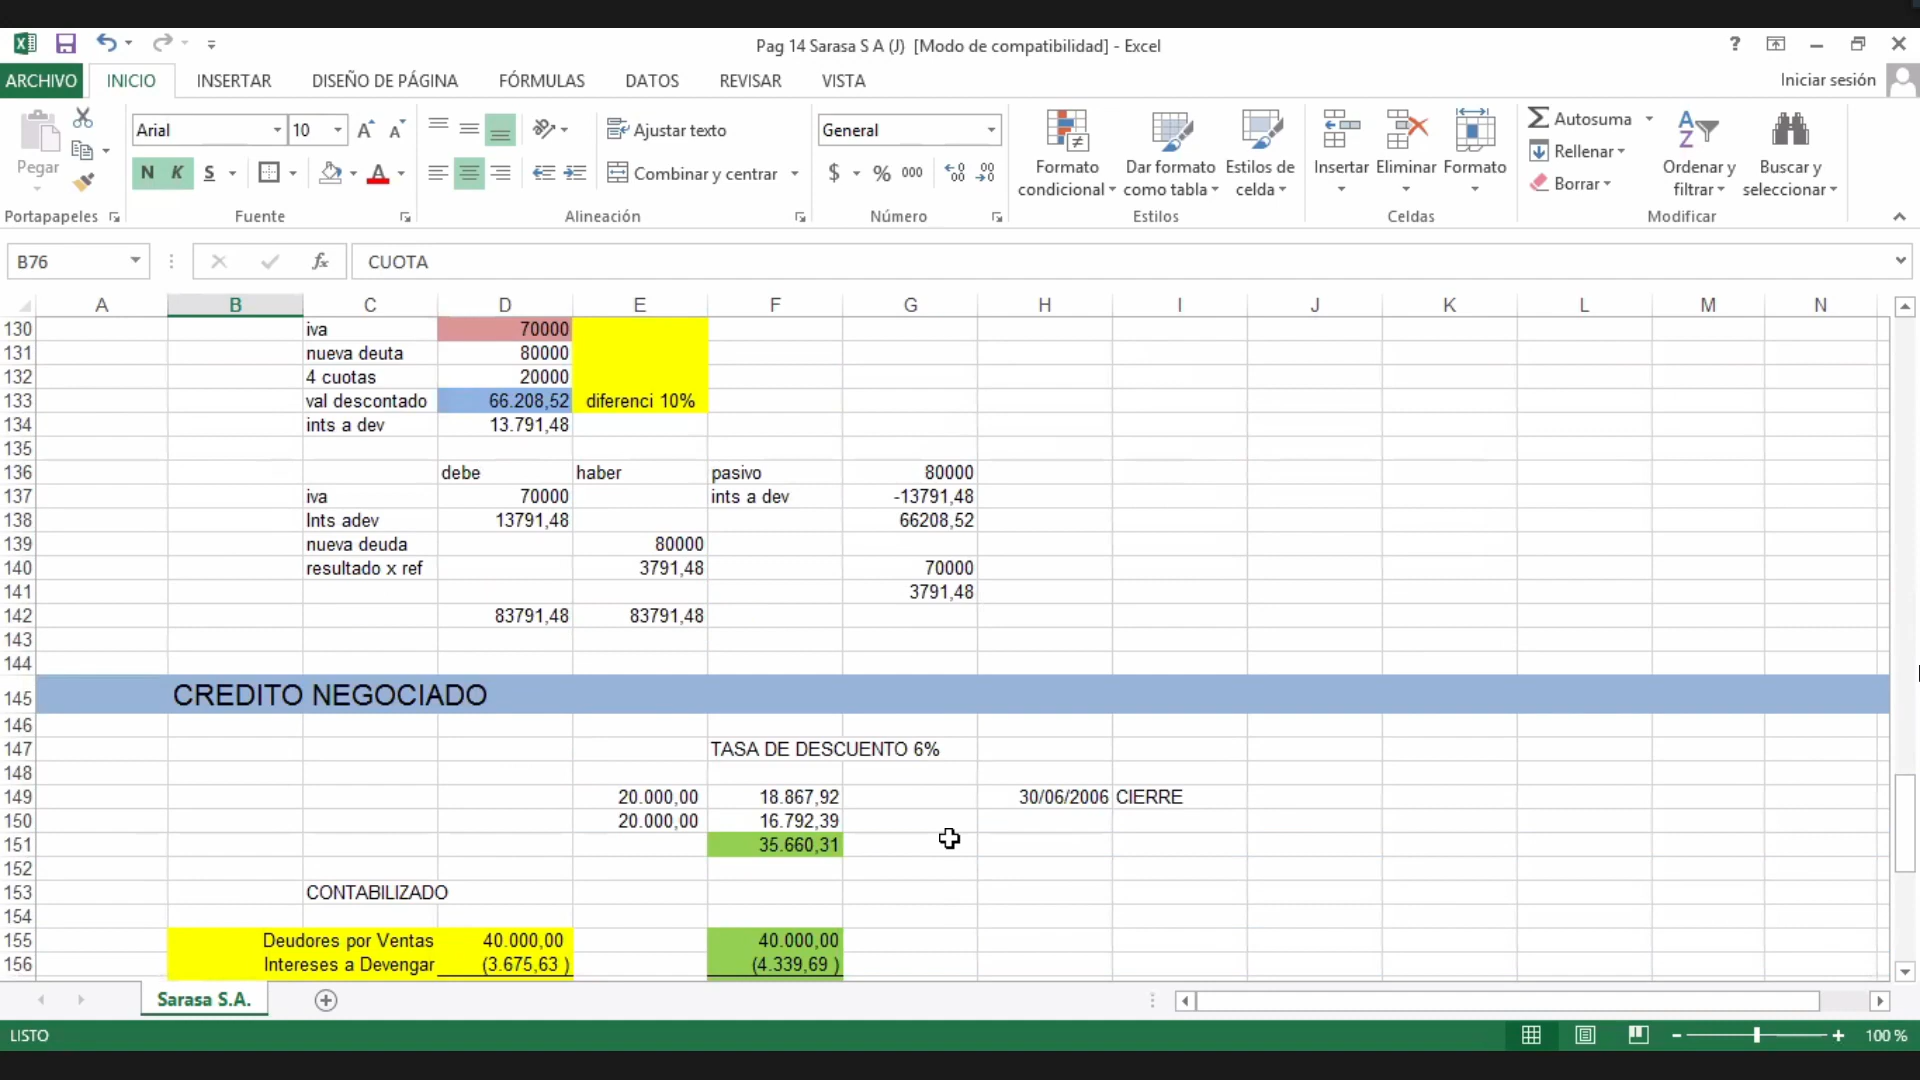 Pag 14 Sarasa S A (J) [Modo de compatibilidad] - Excel
?
ARCHIVO INICIO INSERTAR DISEÑO DE PÁGINA FÓRMULAS DATOS REVISAR VISTA Iniciar sesión
Pegar
Portapapeles
Arial 10
N K S
Fuente
Ajustar texto
Combinar y centrar
Alineación
General
$ % 000
Número
Formato condicional
Dar formato como tabla
Estilos de celda
Estilos
Insertar Eliminar Formato
Celdas
Autosuma
Rellenar
Borrar
Ordenar y filtrar
Buscar y seleccionar
Modificar
B76 fx CUOTA
A B C D E F G H I J K L M N
130 iva 70000
131 nueva deuta 80000
132 4 cuotas 20000
133 val descontado 66.208,52 diferenci 10%
134 ints a dev 13.791,48
135
136 debe haber pasivo 80000
137 iva 70000 ints a dev -13791,48
138 Ints adev 13791,48 66208,52
139 nueva deuda 80000
140 resultado x ref 3791,48 70000
141 3791,48
142 83791,48 83791,48
143
144
145 CREDITO NEGOCIADO
146
147 TASA DE DESCUENTO 6%
148
149 20.000,00 18.867,92 30/06/2006 CIERRE
150 20.000,00 16.792,39
151 35.660,31
152
153 CONTABILIZADO
154
155 Deudores por Ventas 40.000,00 40.000,00
156 Intereses a Devengar (3.675,63 ) (4.339,69 )
Sarasa S.A.
LISTO 100 %